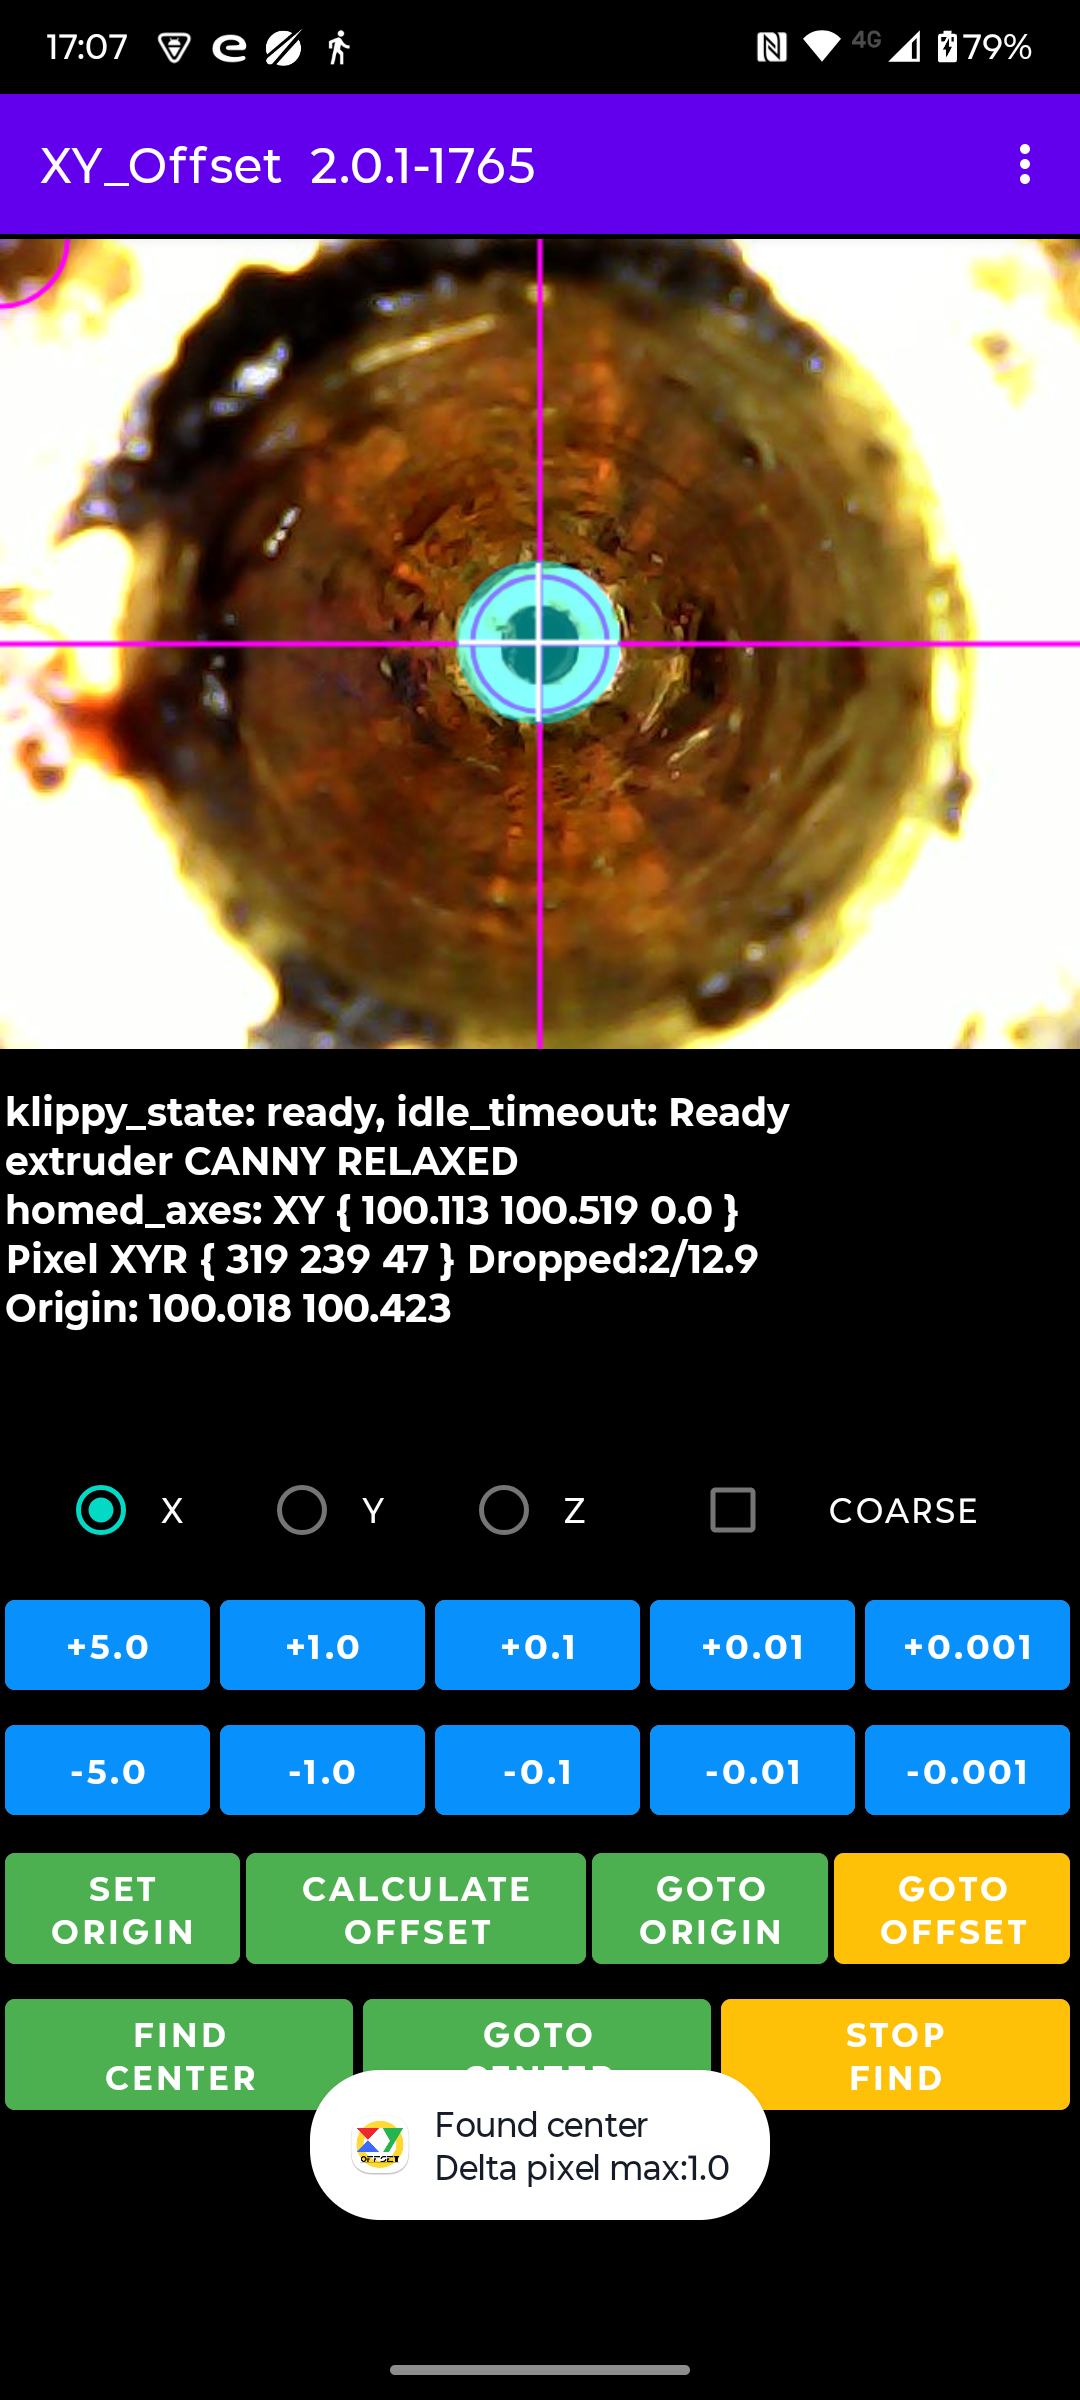 17:07
4G
79%
XY_Offset 2.0.1-1765
klippy_state: ready, idle_timeout: Ready
extruder CANNY RELAXED
homed_axes: XY { 100.113 100.519 0.0 }
Pixel XYR { 319 239 47 } Dropped:2/12.9
Origin: 100.018 100.423
X Y Z COARSE
+5.0 +1.0 +0.1 +0.01 +0.001
-5.0 -1.0 -0.1 -0.01 -0.001
SET
ORIGIN
CALCULATE
OFFSET
GOTO
ORIGIN
GOTO
OFFSET
FIND
CENTER
GOTO
CENTER
STOP
FIND
XY
OFFSET
Found center
Delta pixel max:1.0